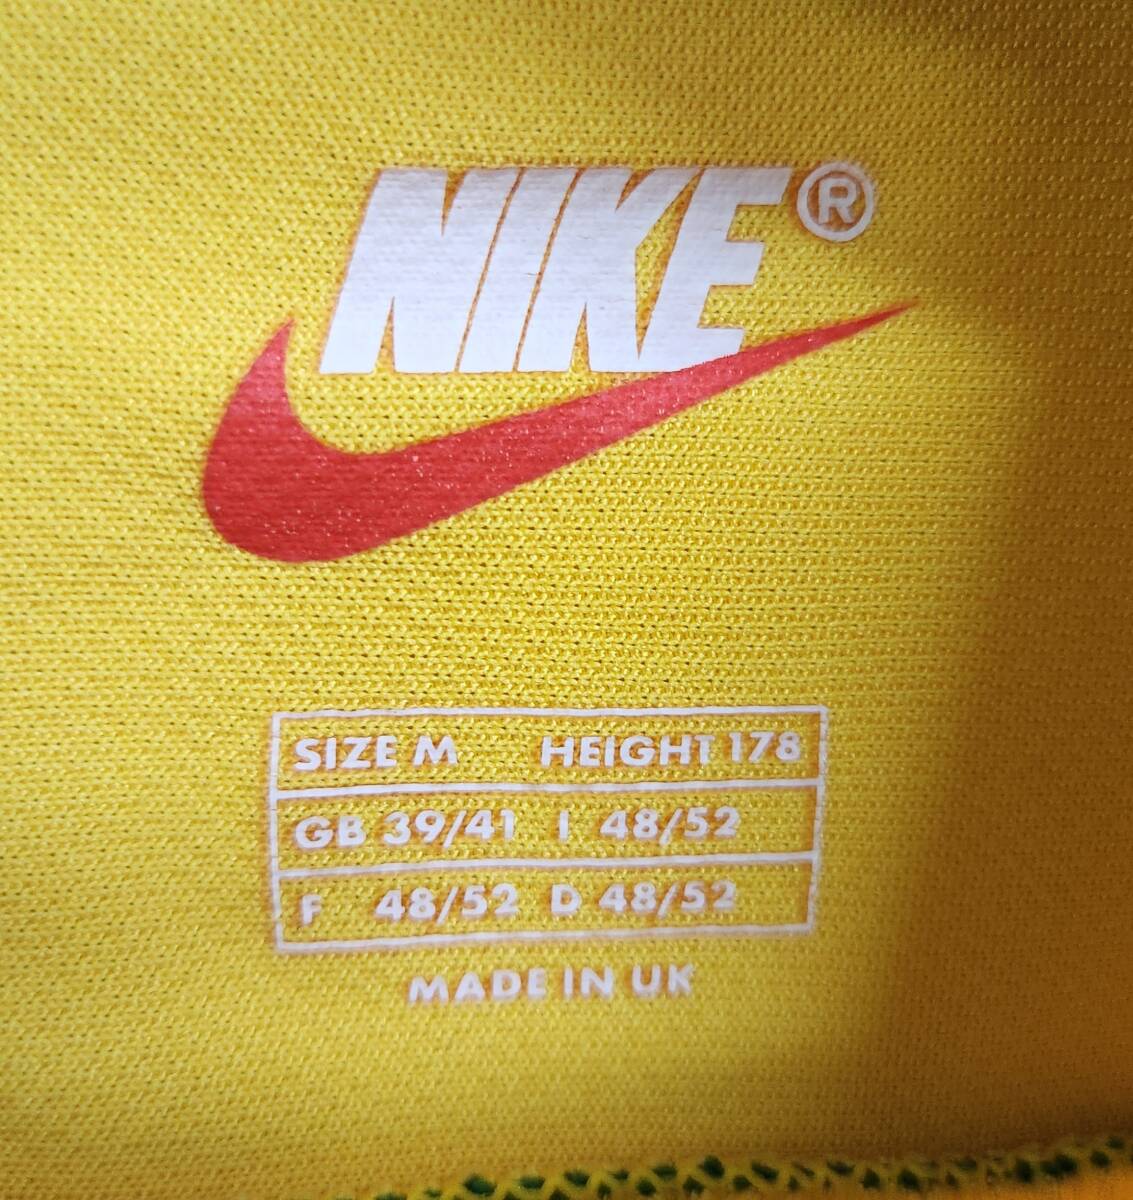 NIKE®
SIZE M HEIGHT 178
GB 39/41 I 48/52
F 48/52 D 48/52
MADE IN UK